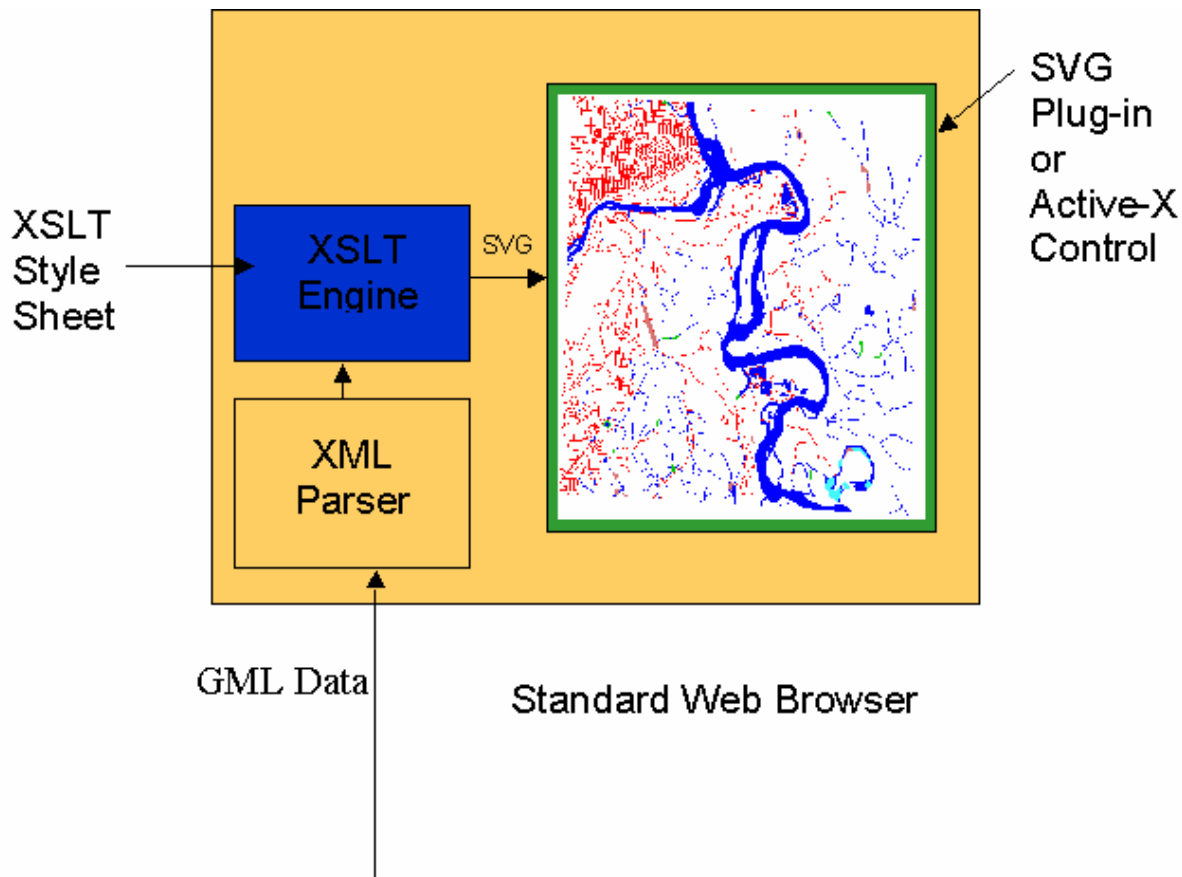 SVG
Plug-in
or
Active-X
Control
XSLT
Style
Sheet
XSLT
Engine
SVG
XML
Parser
GML Data
Standard Web Browser